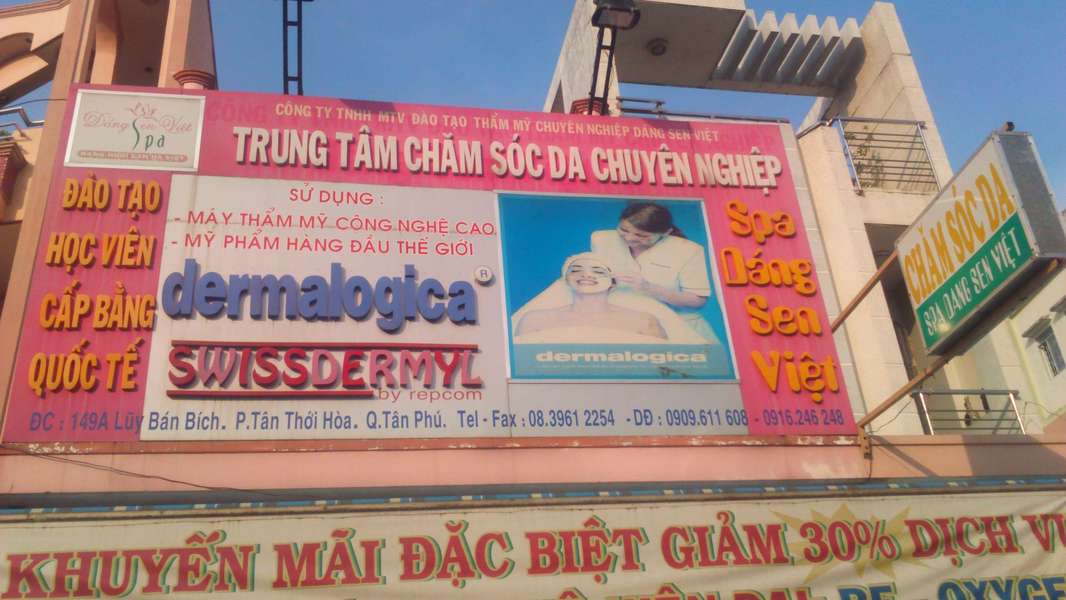 Dáng Sen Việt
Spa
CÔNG TY TNHH MTV ĐÀO TẠO THẨM MỸ CHUYÊN NGHIỆP DÁNG SEN VIỆT
TRUNG TÂM CHĂM SÓC DA CHUYÊN NGHIỆP
ĐÀO TẠO
HỌC VIÊN
CẤP BẰNG
QUỐC TẾ
SỬ DỤNG :
- MÁY THẨM MỸ CÔNG NGHỆ CAO
- MỸ PHẨM HÀNG ĐẦU THẾ GIỚI
dermalogica ®
SWISSDERMYL
by repcom
dermalogica
Spa
Dáng
Sen
Việt
ĐC : 149A Lũy Bán Bích. P.Tân Thới Hòa. Q.Tân Phú. Tel - Fax : 08.3961 2254 - DĐ : 0909.611 608 - 0916.246 248
CHĂM SÓC DA
SPA DÁNG SEN VIỆT
KHUYẾN MÃI ĐẶC BIỆT GIẢM 30% DỊCH VỤ